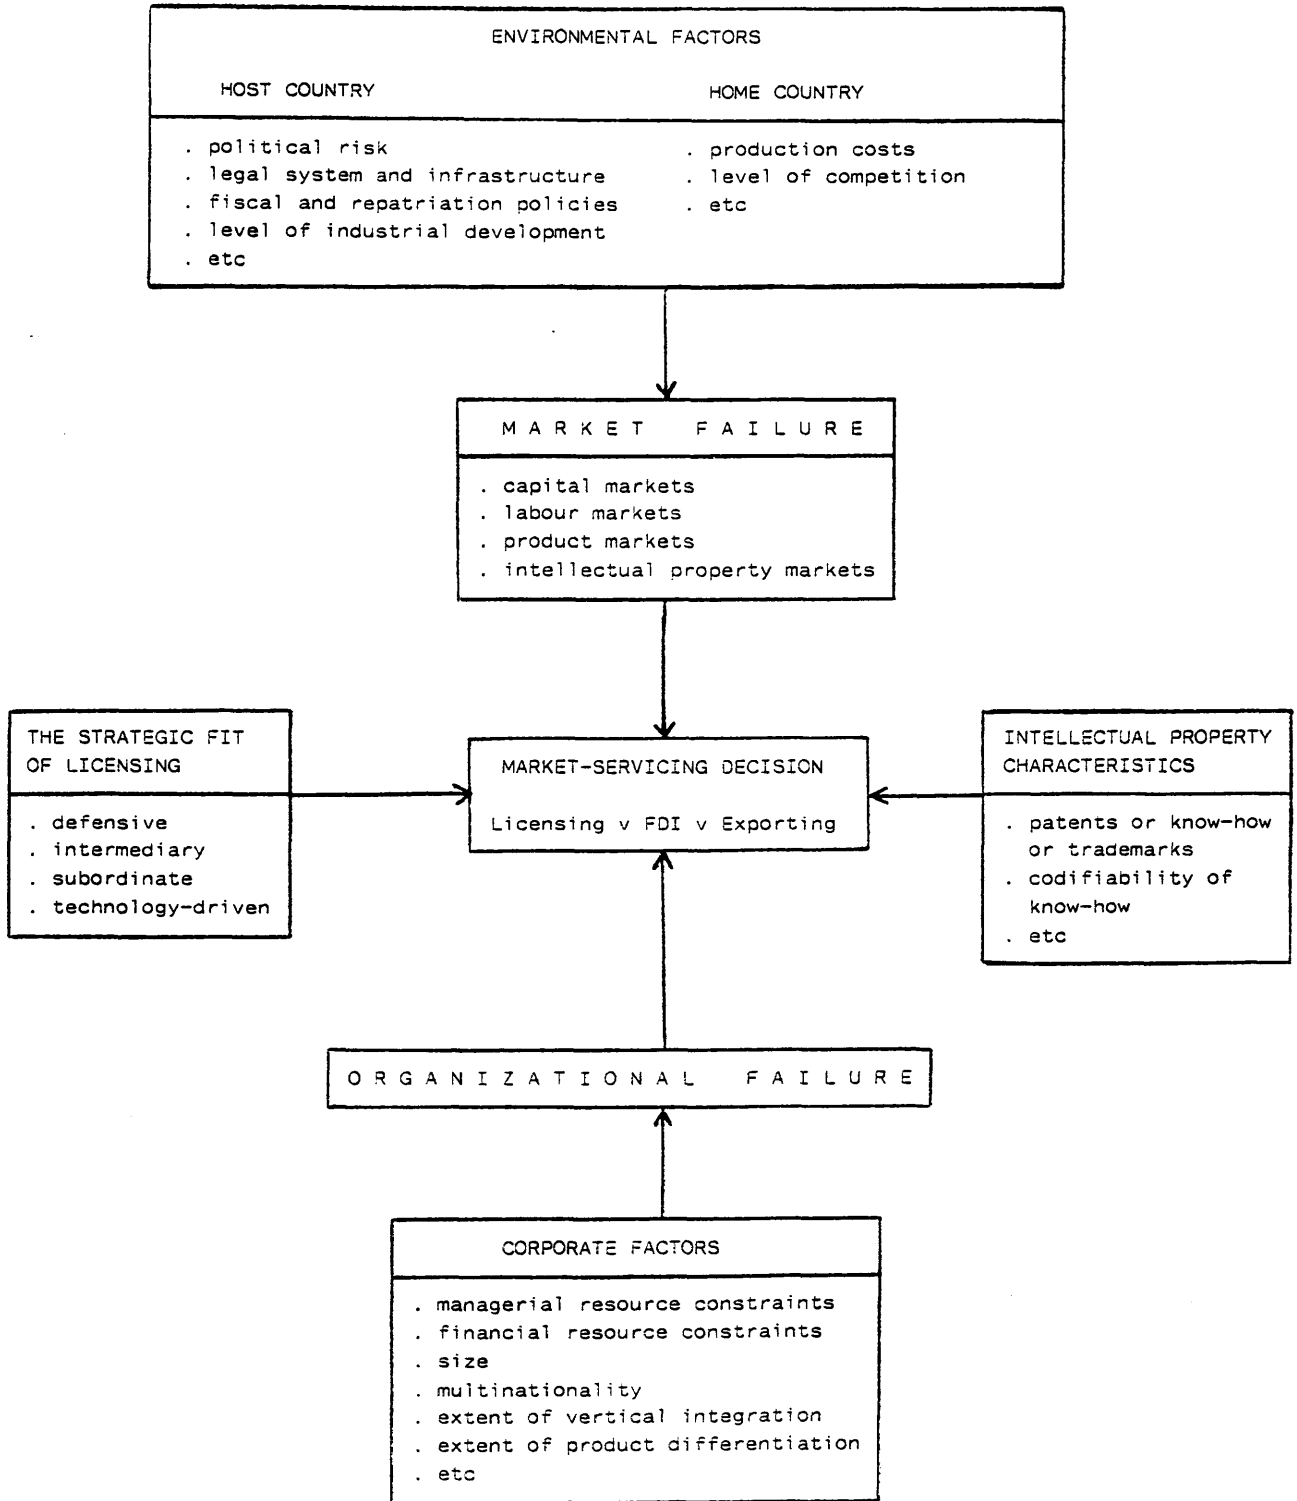 ENVIRONMENTAL FACTORS
HOST COUNTRY
. political risk
. legal system and infrastructure
. fiscal and repatriation policies
. level of industrial development
. etc
HOME COUNTRY
. production costs
. level of competition
. etc
MARKET FAILURE
. capital markets
. labour markets
. product markets
. intellectual property markets
THE STRATEGIC FIT
OF LICENSING
. defensive
. intermediary
. subordinate
. technology-driven
MARKET-SERVICING DECISION
Licensing v FDI v Exporting
INTELLECTUAL PROPERTY
CHARACTERISTICS
. patents or know-how
or trademarks
. codifiability of
know-how
. etc
ORGANIZATIONAL FAILURE
CORPORATE FACTORS
. managerial resource constraints
. financial resource constraints
. size
. multinationality
. extent of vertical integration
. extent of product differentiation
. etc